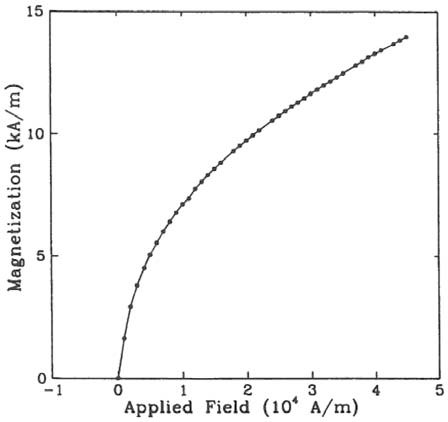 15
10
5
0
Magnetization (kA/m)
-1 0 1 2 3 4 5
Applied Field (10⁴ A/m)